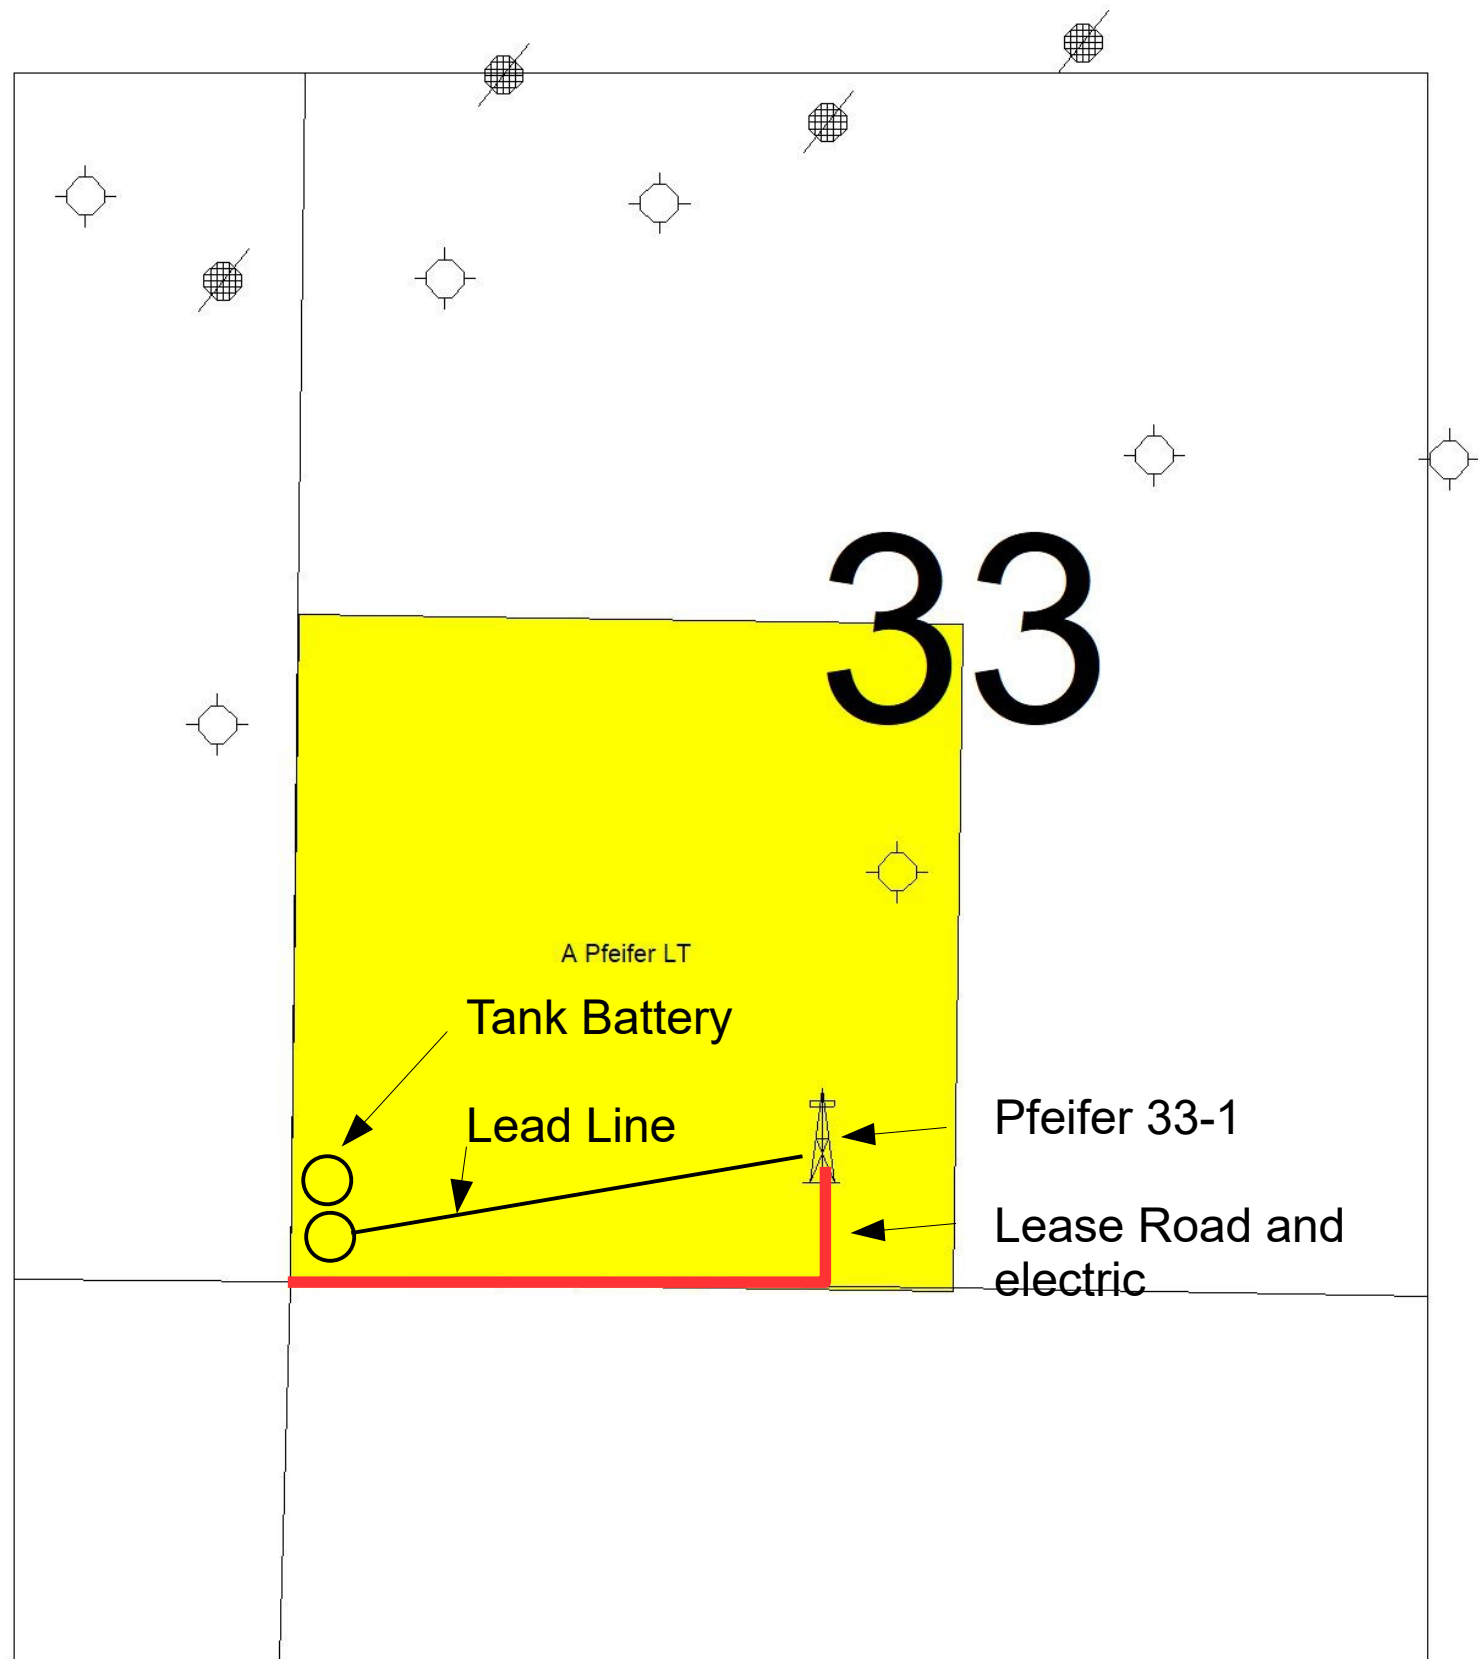 33
A Pfeifer LT
Tank Battery
Lead Line
Pfeifer 33-1
Lease Road and
electric